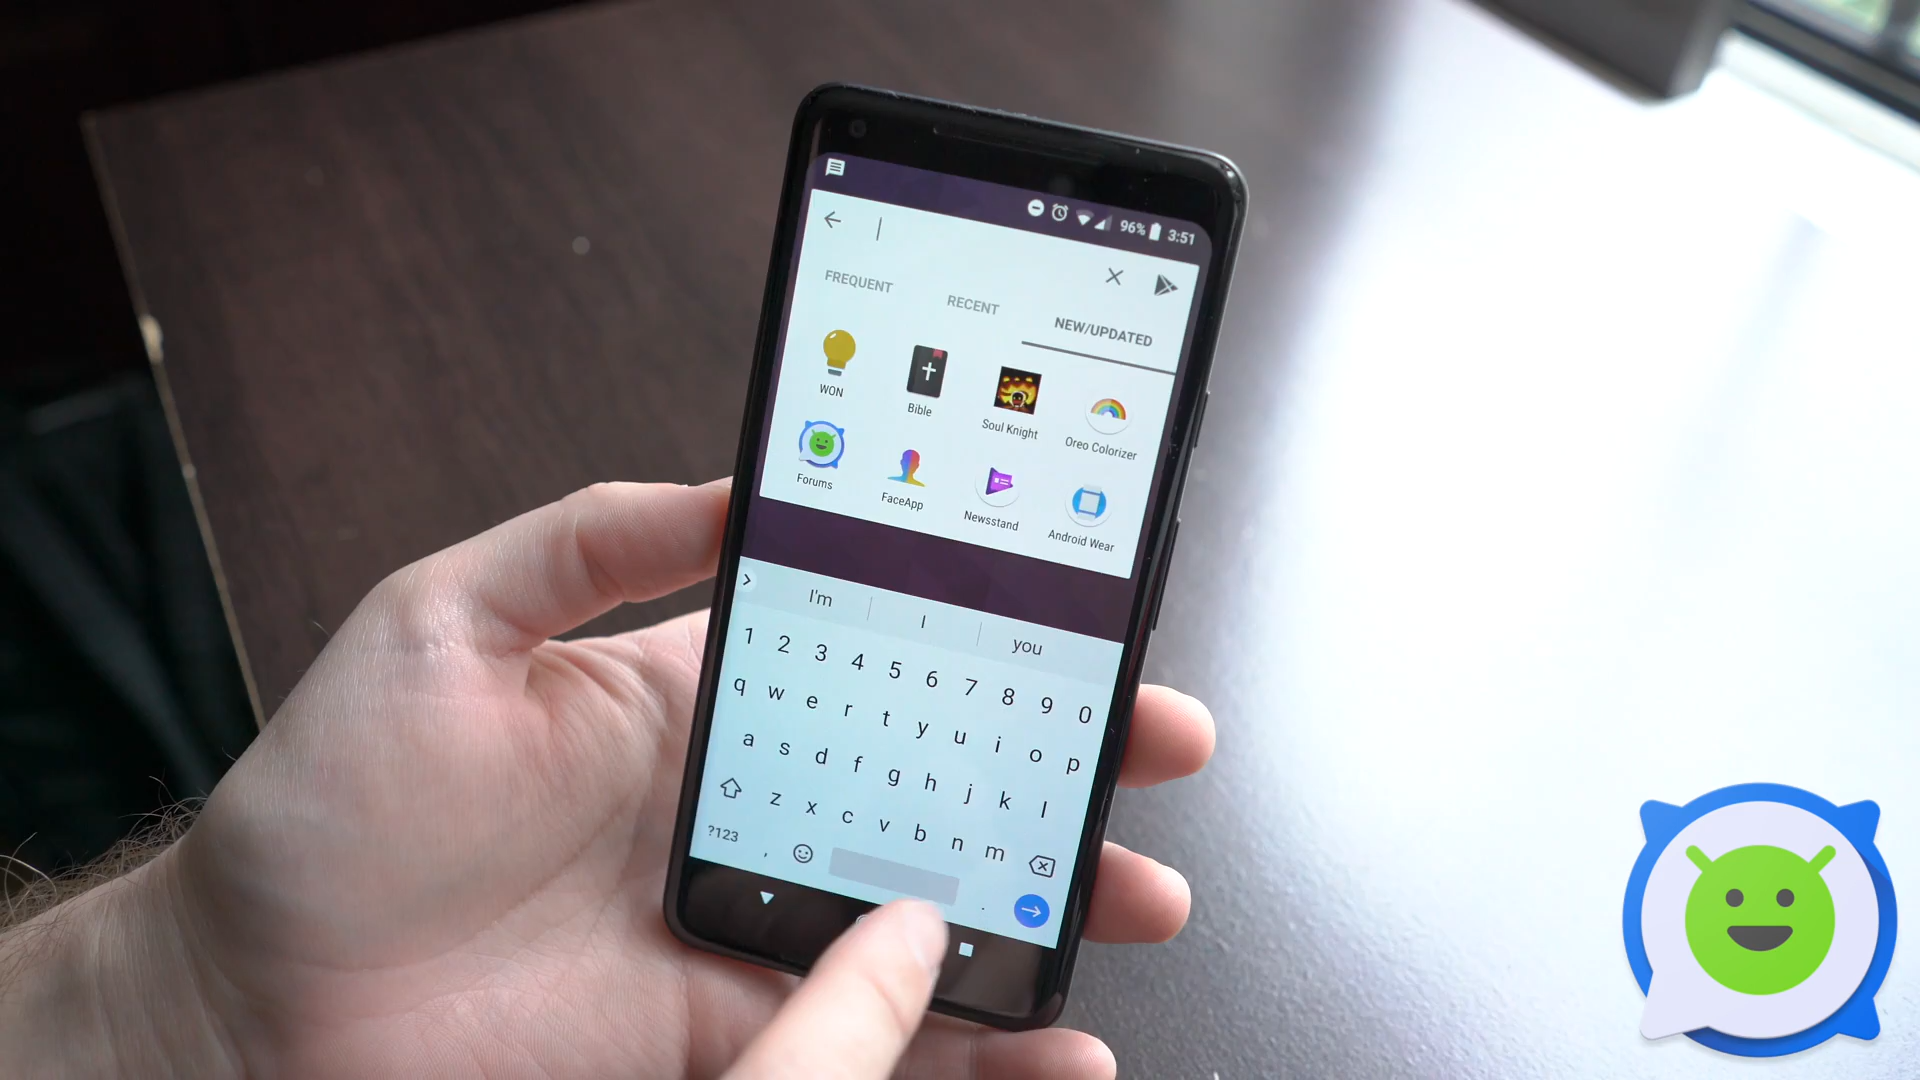 96% 3:51
FREQUENT RECENT NEW/UPDATED
WON Bible Soul Knight Oreo Colorizer
Forums FaceApp Newsstand Android Wear
I'm I you
1 2 3 4 5 6 7 8 9 0
q w e r t y u i o p
a s d f g h j k l
z x c v b n m
?123 , .